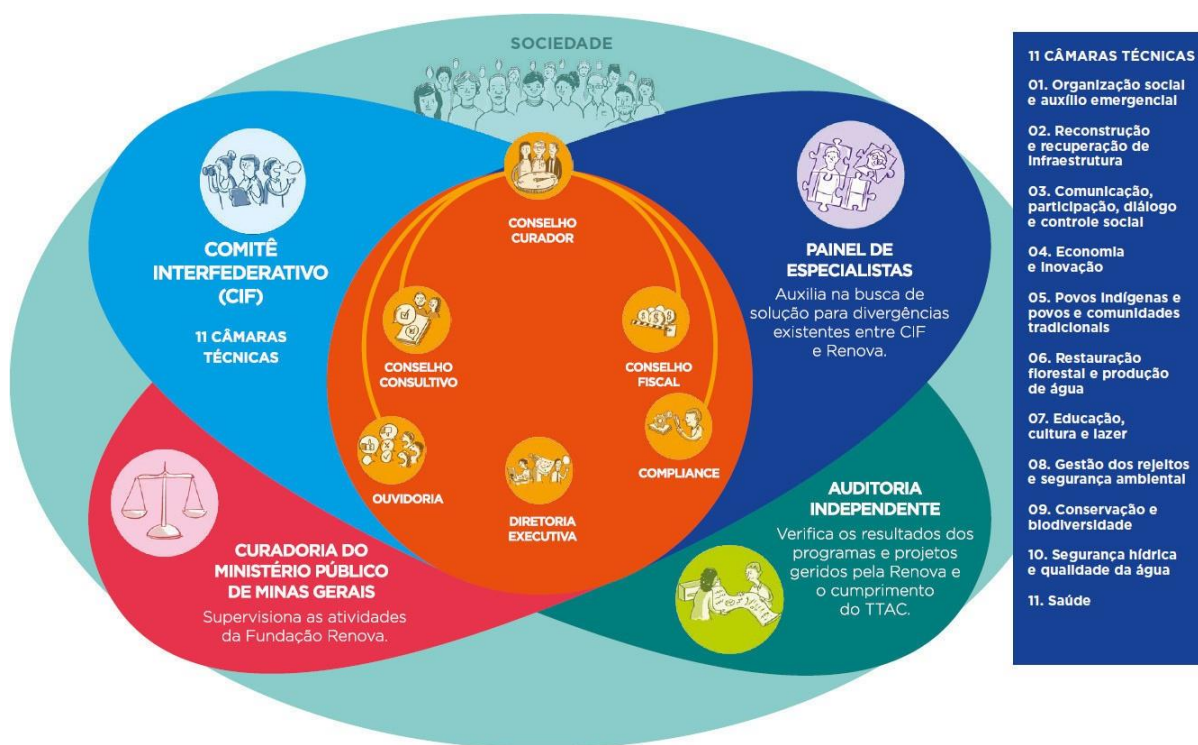 SOCIEDADE
COMITÊ
INTERFEDERATIVO
(CIF)
11 CÂMARAS
TÉCNICAS
CONSELHO
CURADOR
CONSELHO
CONSULTIVO
CONSELHO
FISCAL
OUVIDORIA
COMPLIANCE
DIRETORIA
EXECUTIVA
PAINEL DE
ESPECIALISTAS
Auxilia na busca de
solução para divergências
existentes entre CIF
e Renova.
CURADORIA DO
MINISTÉRIO PÚBLICO
DE MINAS GERAIS
Supervisiona as atividades
da Fundação Renova.
AUDITORIA
INDEPENDENTE
Verifica os resultados dos
programas e projetos
geridos pela Renova e
o cumprimento
do TTAC.
11 CÂMARAS TÉCNICAS
01. Organização social
e auxílio emergencial
02. Reconstrução
e recuperação de
infraestrutura
03. Comunicação,
participação, diálogo
e controle social
04. Economia
e inovação
05. Povos indígenas e
povos e comunidades
tradicionais
06. Restauração
florestal e produção
de água
07. Educação,
cultura e lazer
08. Gestão dos rejeitos
e segurança ambiental
09. Conservação e
biodiversidade
10. Segurança hídrica
e qualidade da água
11. Saúde